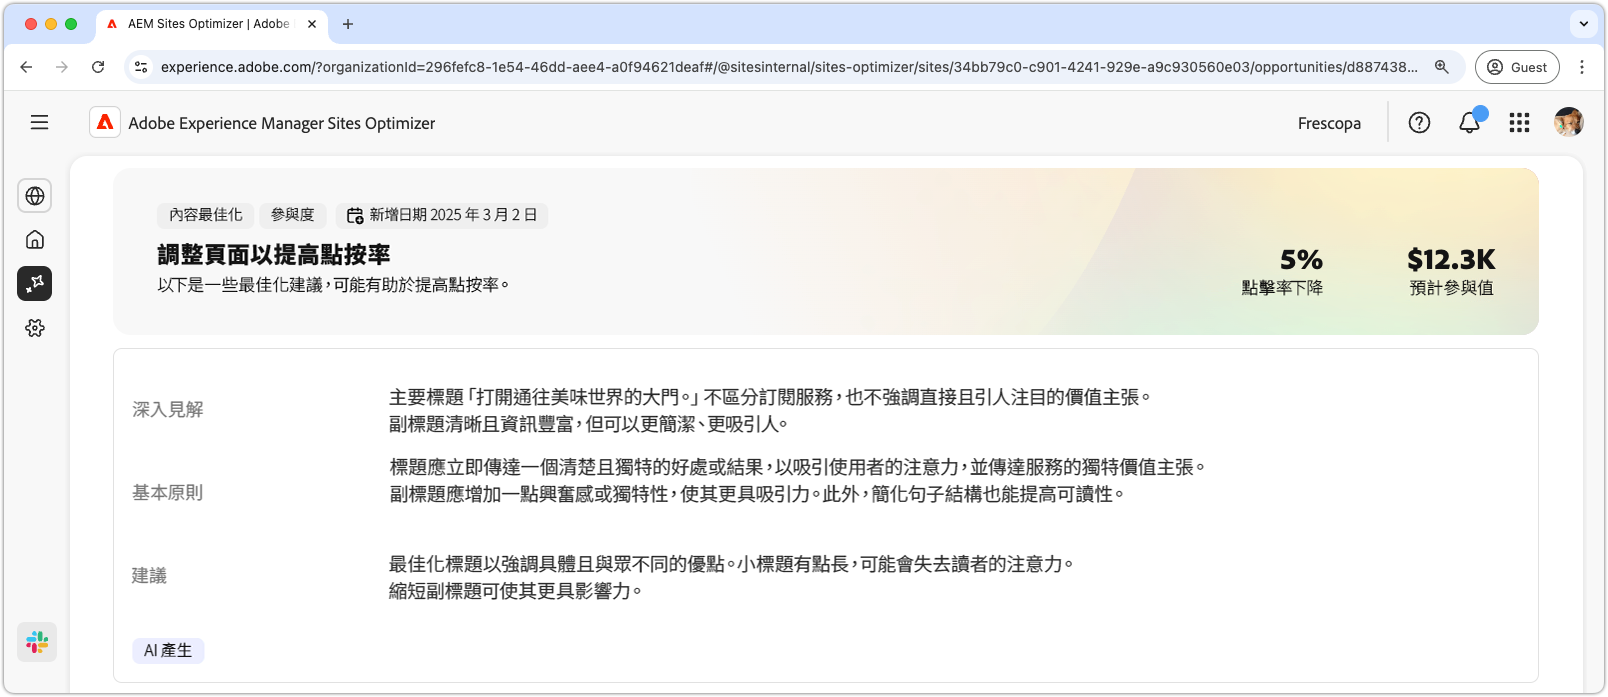 AEM Sites Optimizer | Adobe
experience.adobe.com/?organizationId=296fefc8-1e54-46dd-aee4-a0f94621deaf#/@sitesinternal/sites-optimizer/sites/34bb79c0-c901-4241-929e-a9c930560e03/opportunities/d887438...
Guest
Adobe Experience Manager Sites Optimizer
Frescopa
內容最佳化
參與度
新增日期 2025 年 3 月 2 日
調整頁面以提高點按率
以下是一些最佳化建議，可能有助於提高點按率。
5%
點擊率下降
$12.3K
預計參與值
深入見解
主要標題「打開通往美味世界的大門。」不區分訂閱服務，也不強調直接且引人注目的價值主張。
副標題清晰且資訊豐富，但可以更簡潔、更吸引人。
基本原則
標題應立即傳達一個清楚且獨特的好處或結果，以吸引使用者的注意力，並傳達服務的獨特價值主張。
副標題應增加一點興奮感或獨特性，使其更具吸引力。此外，簡化句子結構也能提高可讀性。
建議
最佳化標題以強調具體且與眾不同的優點。小標題有點長，可能會失去讀者的注意力。
縮短副標題可使其更具影響力。
AI 產生